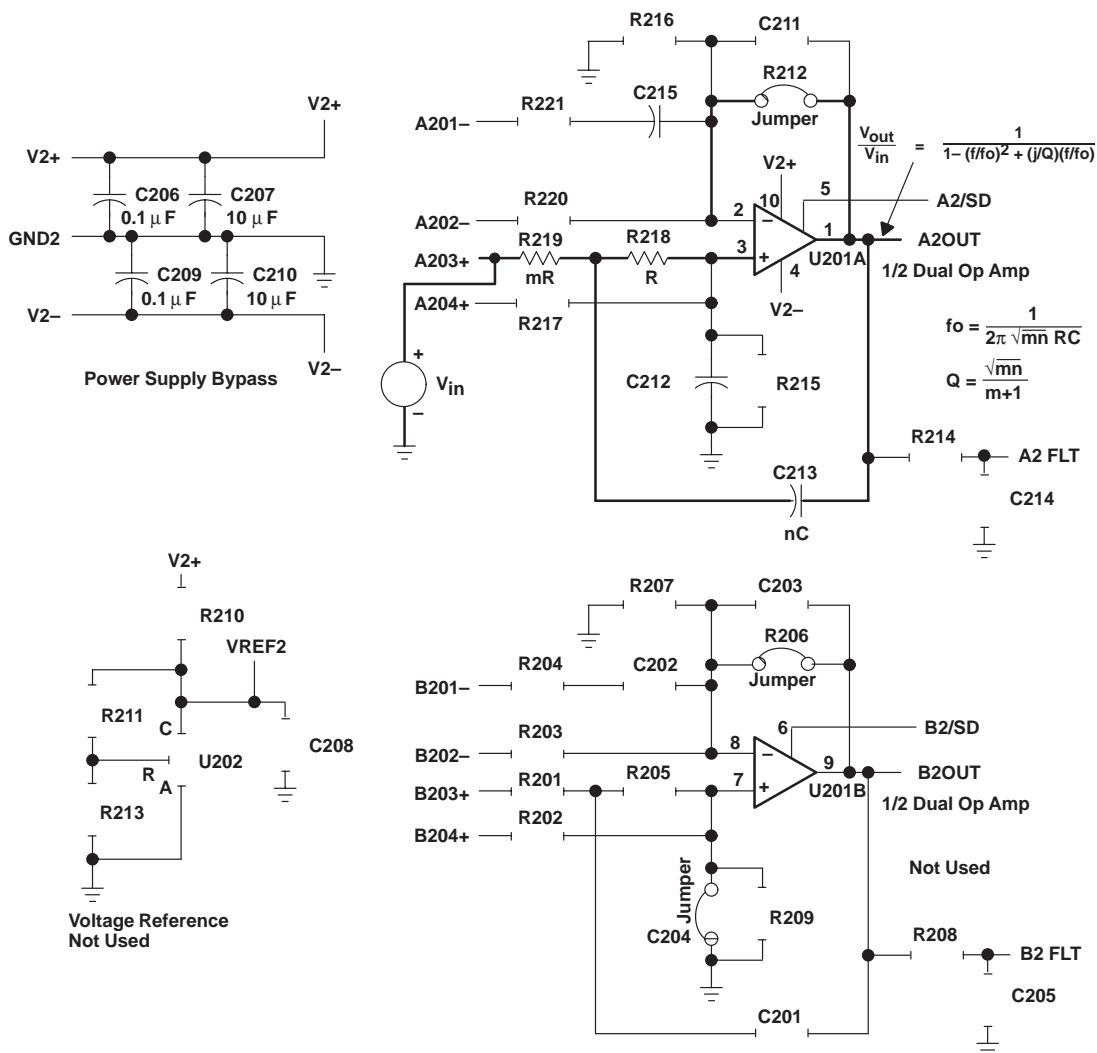 R216
C211
R212
Jumper
C215
R221
A201–
V2+
V2+
C206
0.1 μF
C207
10 μF
GND2
C209
0.1 μF
C210
10 μF
V2–
V2–
Power Supply Bypass
Vout
Vin
=
1
1– (f/fo)2 + (j/Q)(f/fo)
V2+
10
5
A2/SD
A202–
R220
2
–
1
A2OUT
A203+
R219
mR
R218
R
3
+
4
U201A
1/2 Dual Op Amp
V2–
A204+
R217
+
Vin
–
C212
R215
fo = 1
2π √mn RC
Q = √mn
m+1
R214
A2 FLT
C214
C213
nC
V2+
R210
VREF2
R211
C
C208
U202
R
A
R213
Voltage Reference
Not Used
R207
C203
R206
Jumper
B201–
R204
C202
B202–
R203
8
–
6
B2/SD
9
B2OUT
B203+
R201
R205
7
+
U201B
1/2 Dual Op Amp
B204+
R202
Not Used
Jumper
C204
R209
R208
B2 FLT
C205
C201